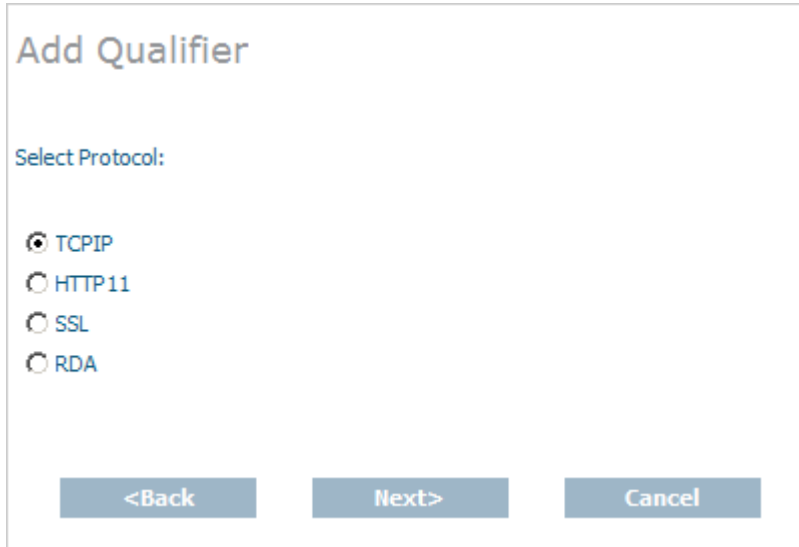 Add Qualifier
Select Protocol:
TCPIP
HTTP11
SSL
RDA
<Back Next> Cancel